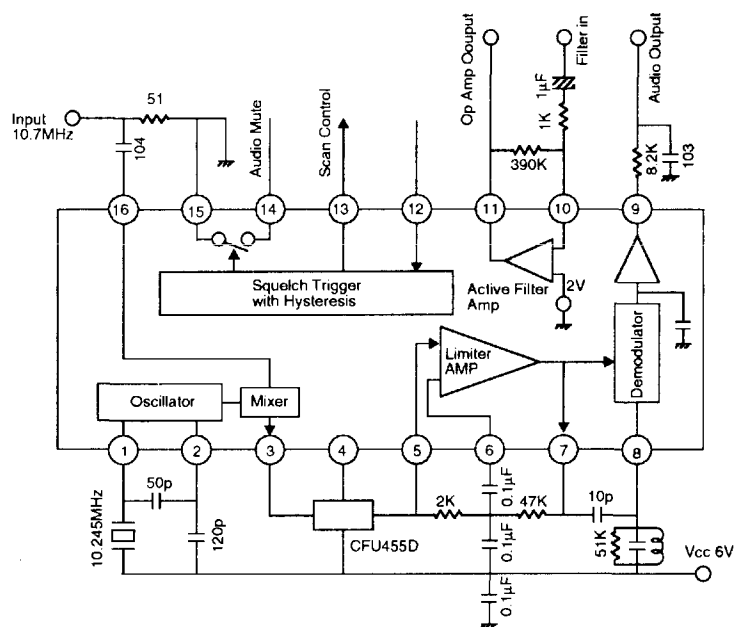 Op Amp Ooutput
Filter in
Audio Output
1µF
1K
390K
8.2K
103
Input
10.7MHz
51
104
Audio Mute
Scan Control
16
15
14
13
12
11
10
9
Squelch Trigger
with Hysteresis
Active Filter
Amp
2V
Limiter
AMP
Demodulator
Oscillator
Mixer
1
2
3
4
5
6
7
8
50p
10.245MHz
120p
CFU455D
2K
0.1µF
47K
10p
0.1µF
51K
0.1µF
Vcc 6V